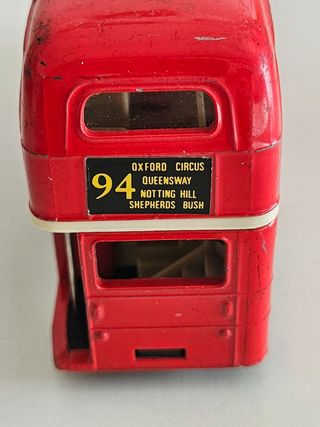 OXFORD CIRCUS
94 QUEENSWAY
NOTTING HILL
SHEPHERDS BUSH